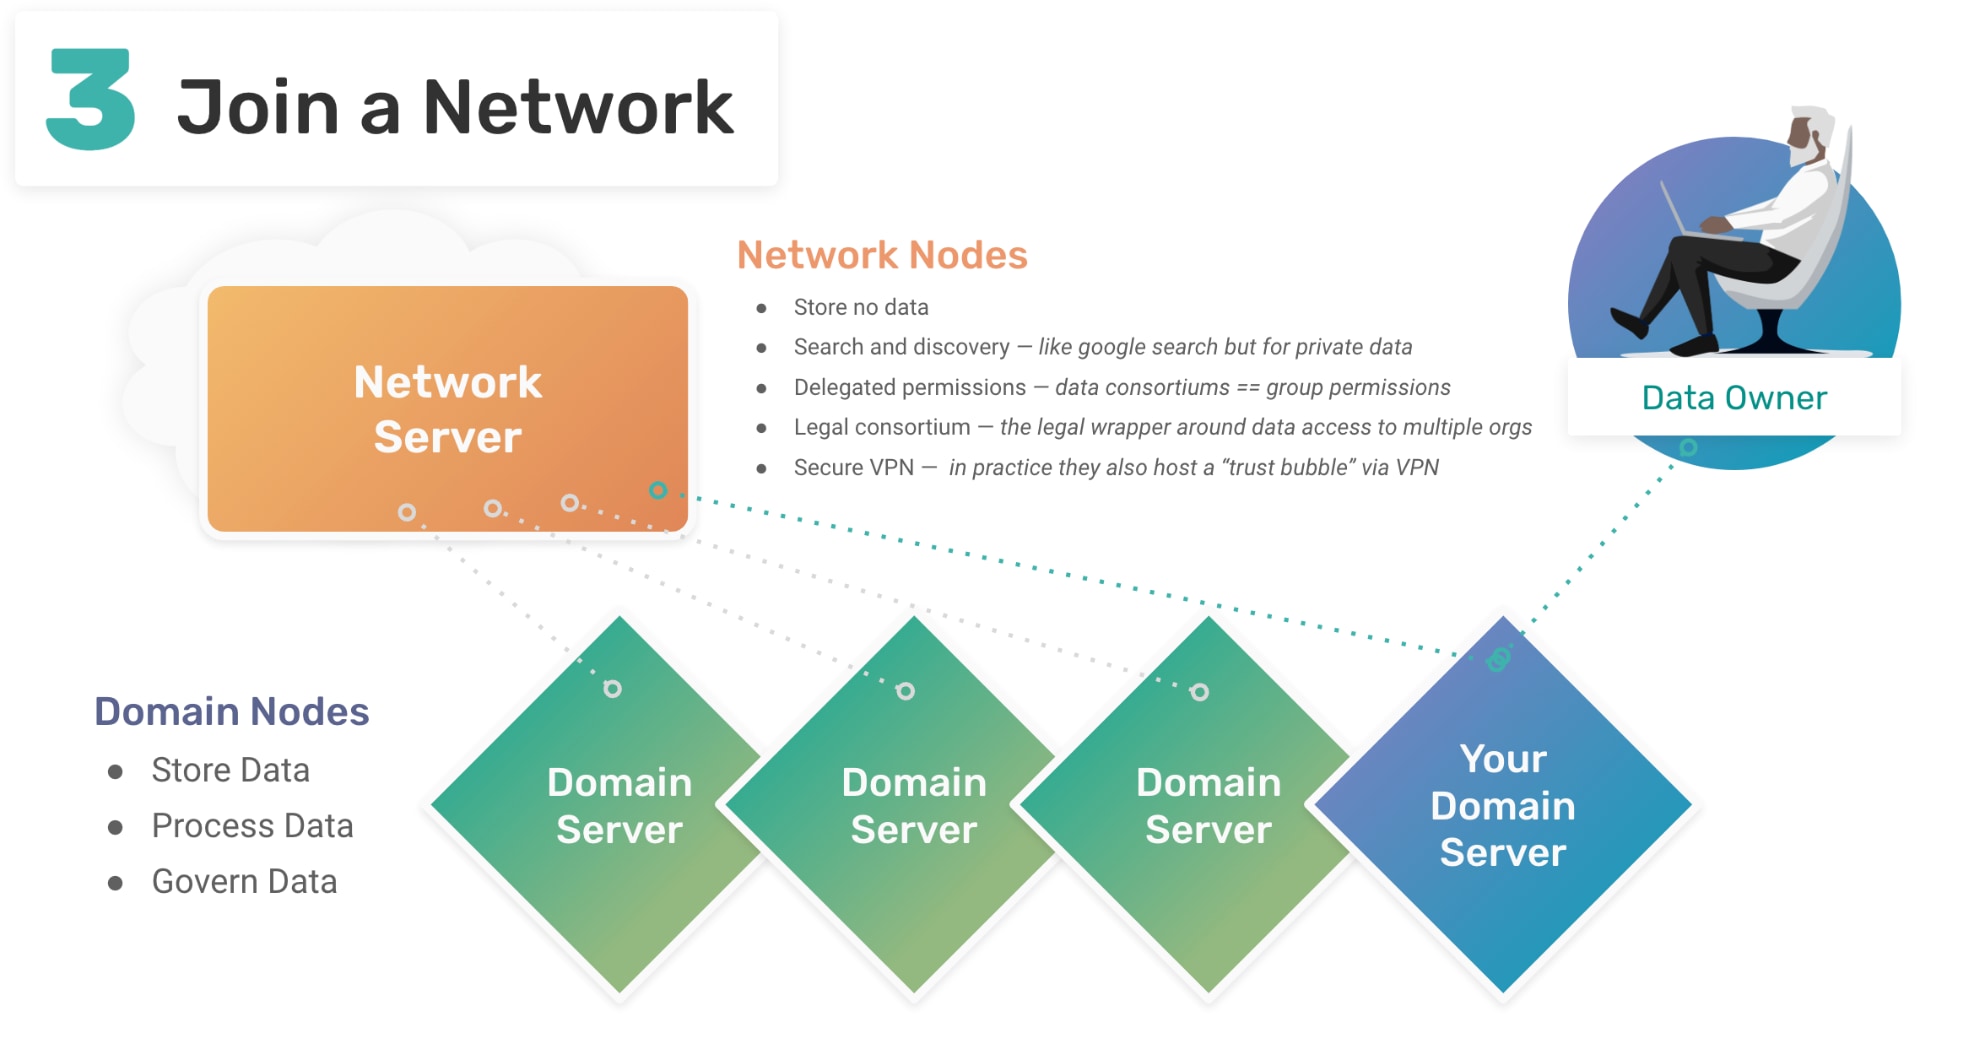 3 Join a Network
Network Nodes
● Store no data
● Search and discovery — like google search but for private data
● Delegated permissions — data consortiums == group permissions
● Legal consortium — the legal wrapper around data access to multiple orgs
● Secure VPN — in practice they also host a “trust bubble” via VPN
Network
Server
Data Owner
Domain Nodes
● Store Data
● Process Data
● Govern Data
Domain
Server
Domain
Server
Domain
Server
Your
Domain
Server